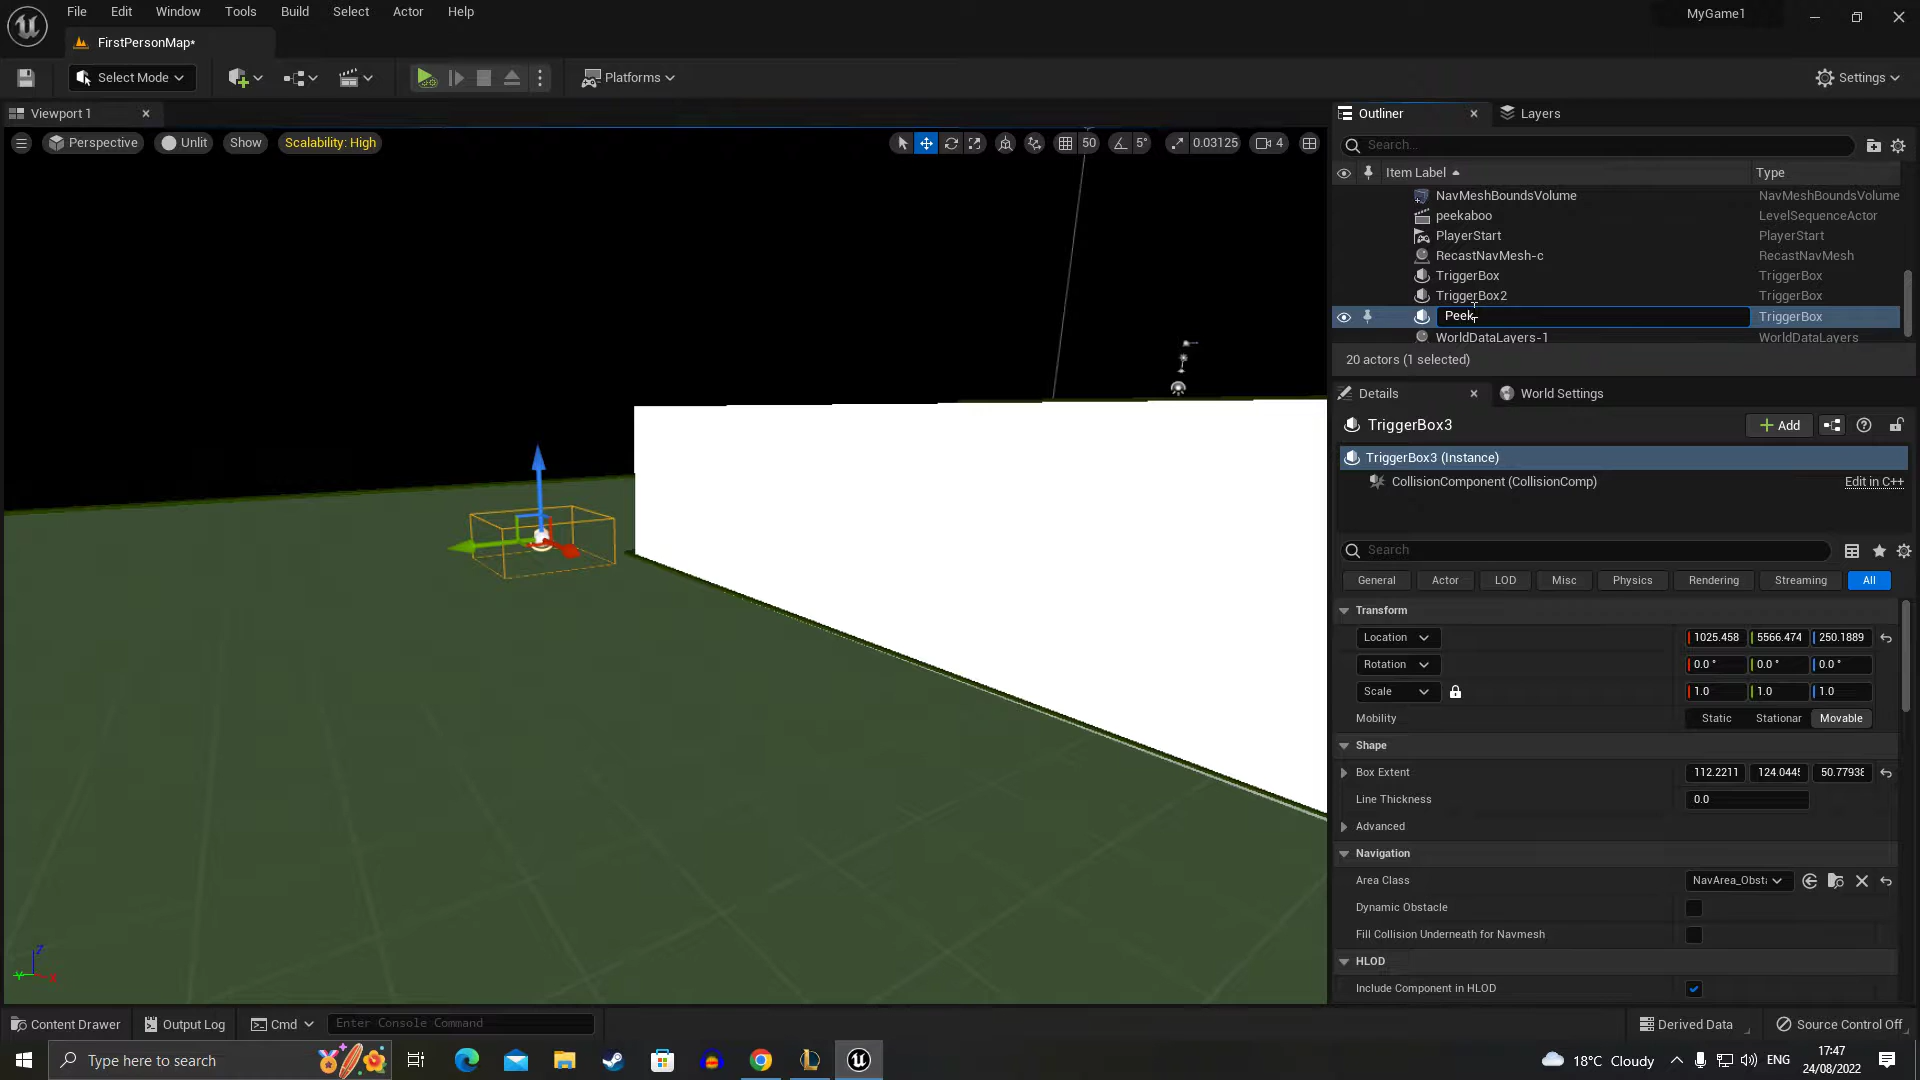 File Edit Window Tools Build Select Actor Help
MyGame1
FirstPersonMap*
Select Mode
Platforms
Settings
Viewport 1
Perspective
Unlit
Show
Scalability: High
50
5°
0.03125
4
Outliner
Layers
Search...
Item Label
Type
NavMeshBoundsVolume NavMeshBoundsVolume
peekaboo LevelSequenceActor
PlayerStart PlayerStart
RecastNavMesh-c RecastNavMesh
TriggerBox TriggerBox
TriggerBox2 TriggerBox
Peek TriggerBox
WorldDataLayers-1 WorldDataLayers
20 actors (1 selected)
Details
World Settings
TriggerBox3
Add
TriggerBox3 (Instance)
CollisionComponent (CollisionComp) Edit in C++
Search
General Actor LOD Misc Physics Rendering Streaming All
Transform
Location 1025.458 5566.474 250.1889
Rotation 0.0 ° 0.0 ° 0.0 °
Scale 1.0 1.0 1.0
Mobility Static Stationar Movable
Shape
Box Extent 112.2211 124.044 50.7793
Line Thickness 0.0
Advanced
Navigation
Area Class NavArea_Obst
Dynamic Obstacle
Fill Collision Underneath for Navmesh
HLOD
Include Component in HLOD
Z
Y
X
Content Drawer
Output Log
Cmd
Enter Console Command
Derived Data
Source Control Off
Type here to search
18°C Cloudy
ENG
17:47
24/08/2022